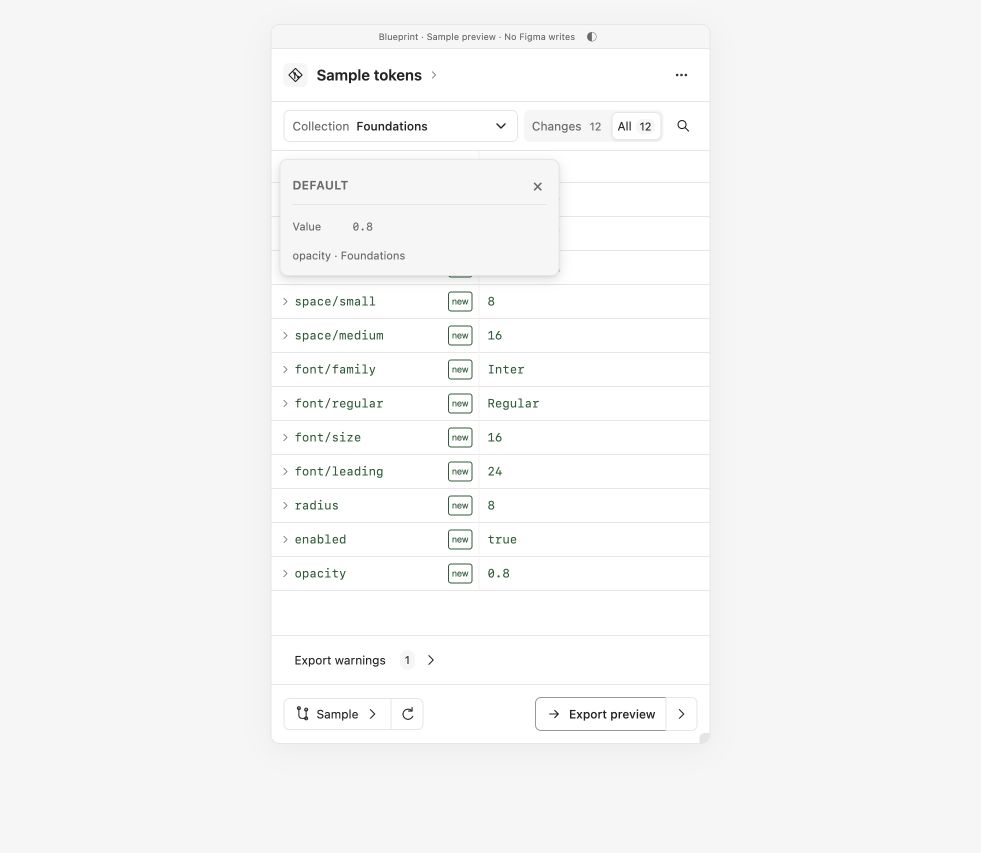 Blueprint · Sample preview · No Figma writes
Sample tokens
Collection Foundations
Changes 12 All 12
DEFAULT
Value 0.8
opacity · Foundations
space/small new 8
space/medium new 16
font/family new Inter
font/regular new Regular
font/size new 16
font/leading new 24
radius new 8
enabled new true
opacity new 0.8
Export warnings 1
Sample
Export preview